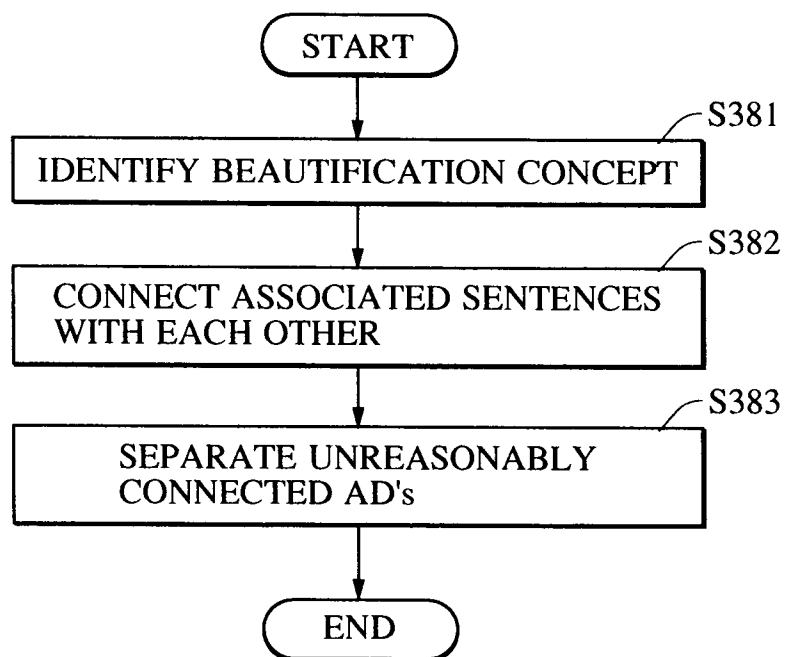 START
S381
IDENTIFY BEAUTIFICATION CONCEPT
S382
CONNECT ASSOCIATED SENTENCES
WITH EACH OTHER
S383
SEPARATE UNREASONABLY
CONNECTED AD's
END